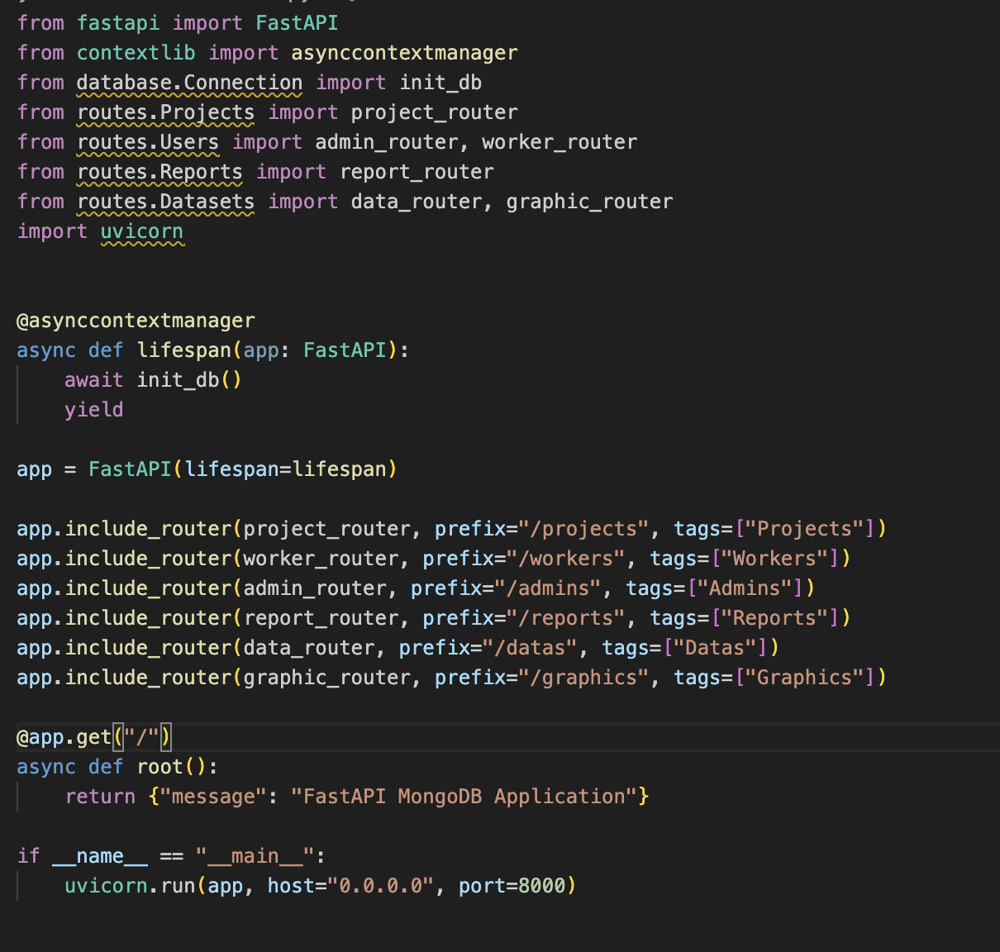 from fastapi import FastAPI
from contextlib import asynccontextmanager
from database.Connection import init_db
from routes.Projects import project_router
from routes.Users import admin_router, worker_router
from routes.Reports import report_router
from routes.Datasets import data_router, graphic_router
import uvicorn
@asynccontextmanager
async def lifespan(app: FastAPI):
    await init_db()
    yield
app = FastAPI(lifespan=lifespan)
app.include_router(project_router, prefix="/projects", tags=["Projects"])
app.include_router(worker_router, prefix="/workers", tags=["Workers"])
app.include_router(admin_router, prefix="/admins", tags=["Admins"])
app.include_router(report_router, prefix="/reports", tags=["Reports"])
app.include_router(data_router, prefix="/datas", tags=["Datas"])
app.include_router(graphic_router, prefix="/graphics", tags=["Graphics"])
@app.get("/")
async def root():
    return {"message": "FastAPI MongoDB Application"}
if __name__ == "__main__":
    uvicorn.run(app, host="0.0.0.0", port=8000)